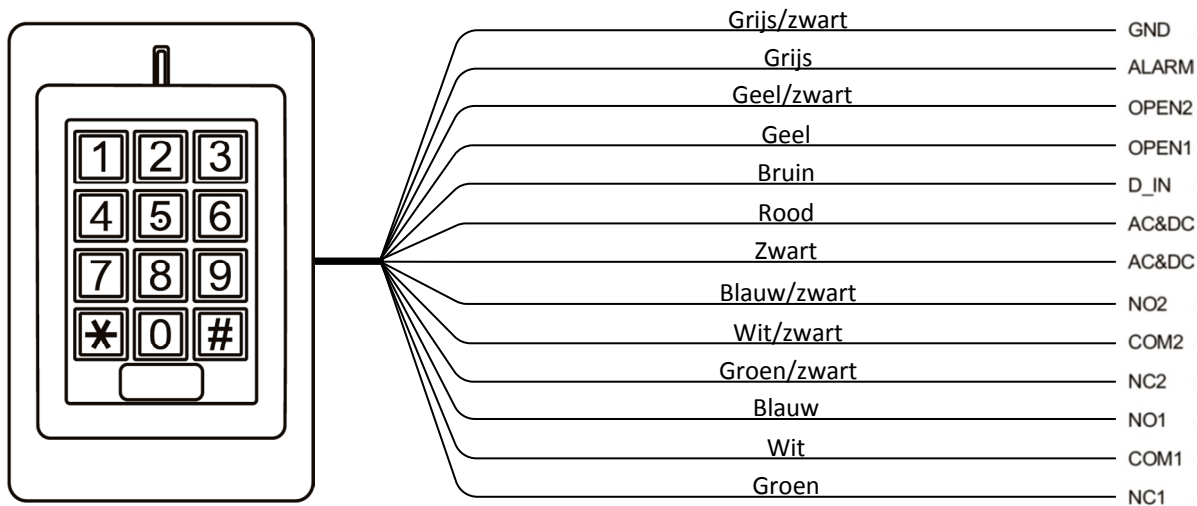 Grijs/zwart GND
Grijs ALARM
Geel/zwart OPEN2
Geel OPEN1
Bruin D_IN
Rood AC&DC
Zwart AC&DC
Blauw/zwart NO2
Wit/zwart COM2
Groen/zwart NC2
Blauw NO1
Wit COM1
Groen NC1
1 2 3
4 5 6
7 8 9
* 0 #